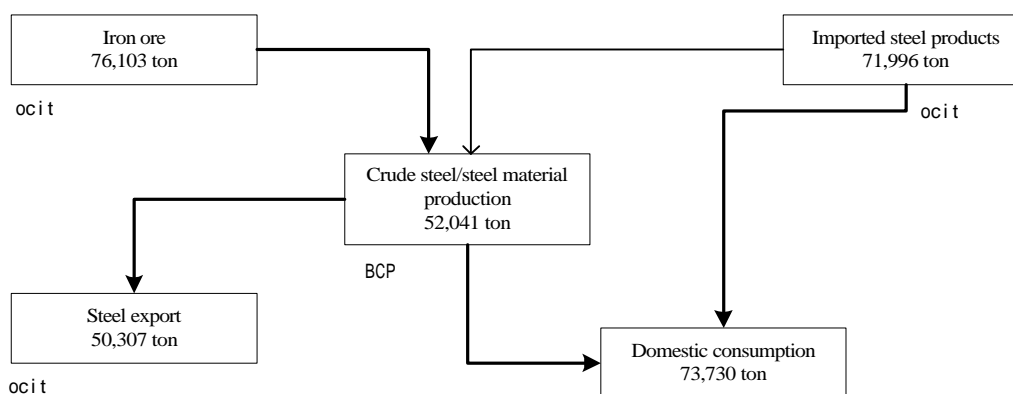 Iron ore
76,103 ton
ocit
Imported steel products
71,996 ton
ocit
Crude steel/steel material
production
52,041 ton
BCP
Steel export
50,307 ton
ocit
Domestic consumption
73,730 ton